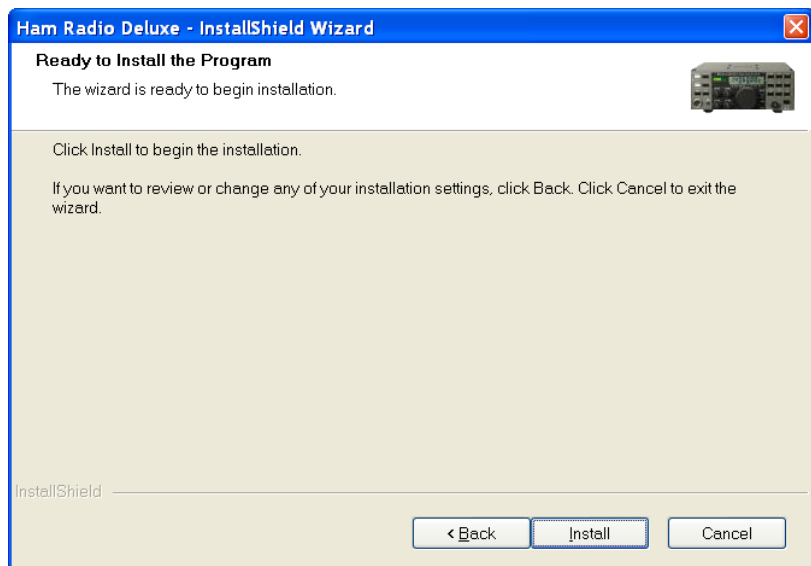 Ham Radio Deluxe - InstallShield Wizard
Ready to Install the Program
The wizard is ready to begin installation.
Click Install to begin the installation.
If you want to review or change any of your installation settings, click Back. Click Cancel to exit the
wizard.
InstallShield
< Back
Install
Cancel